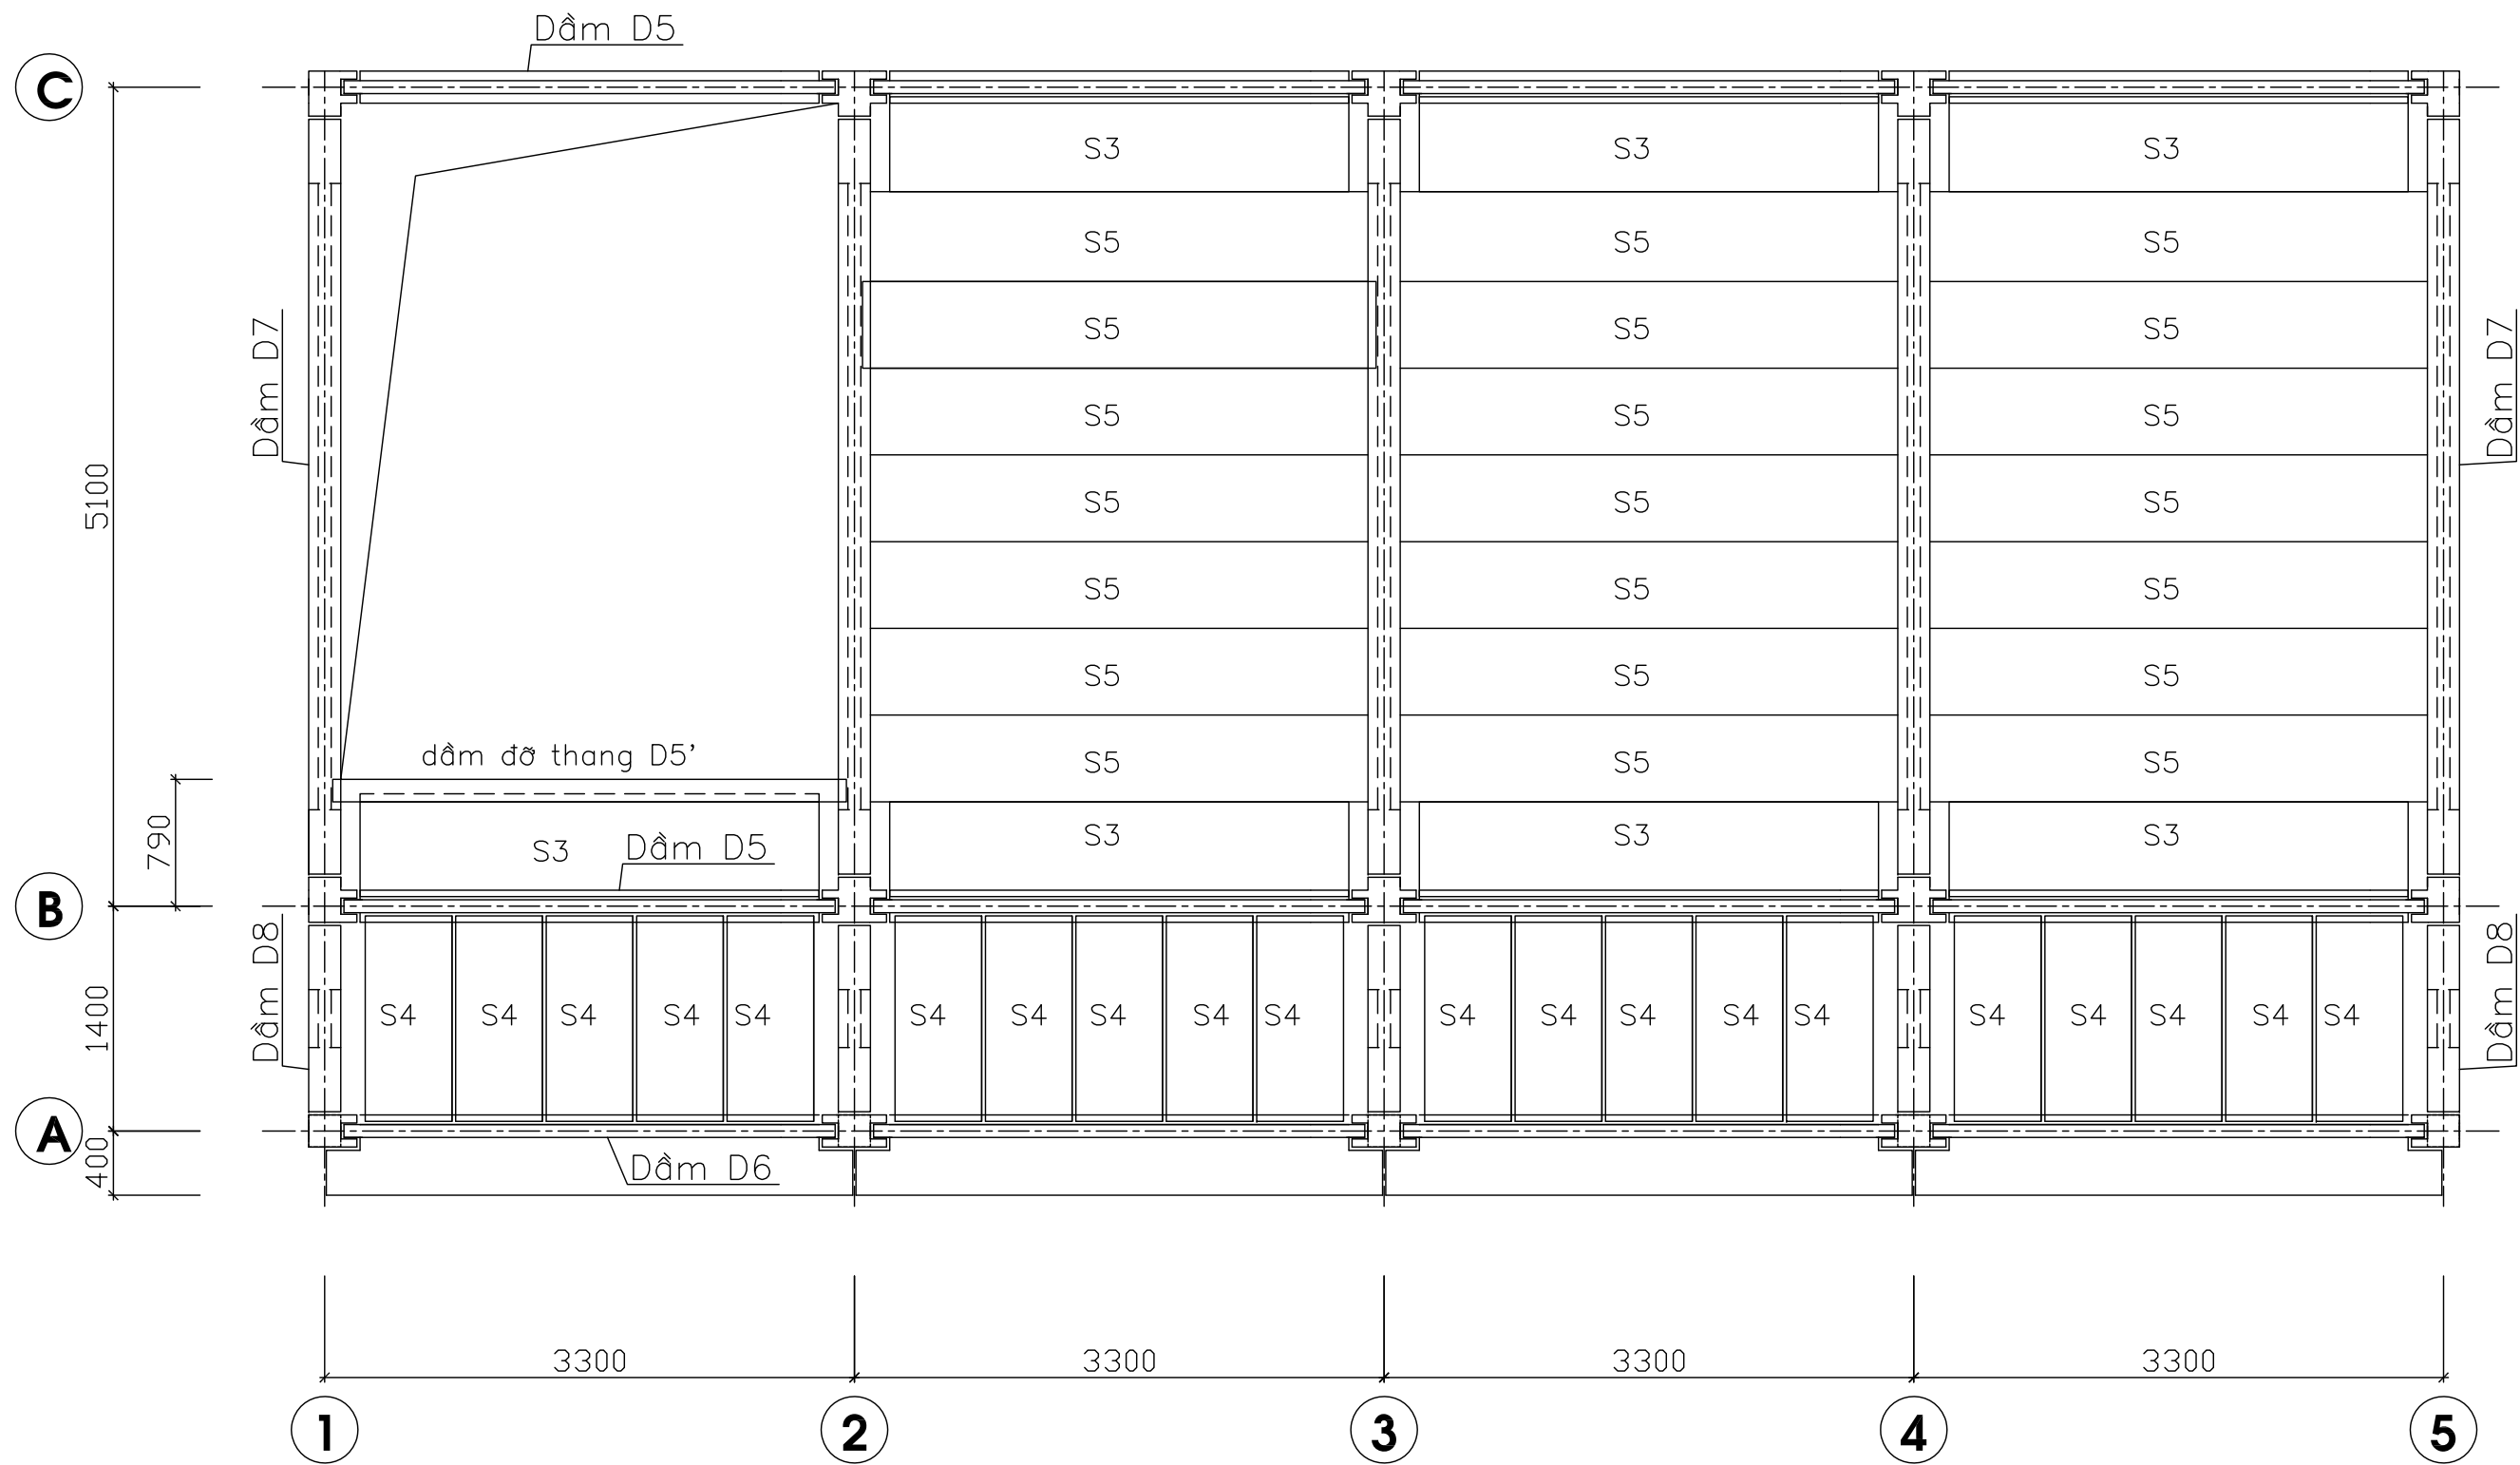 Dầm D5
C
S3 S3 S3
S5 S5 S5
S5 S5 S5
Dầm D7 Dầm D7
S5 S5 S5
5100
S5 S5 S5
S5 S5 S5
S5 S5 S5
dầm đỡ thang D5’ S5 S5 S5
790
S3 Dầm D5 S3 S3 S3
B
Dầm D8 Dầm D8
1400
S4 S4 S4 S4 S4 S4 S4 S4 S4 S4 S4 S4 S4 S4 S4 S4 S4 S4 S4 S4
A
400
Dầm D6
3300 3300 3300 3300
1 2 3 4 5